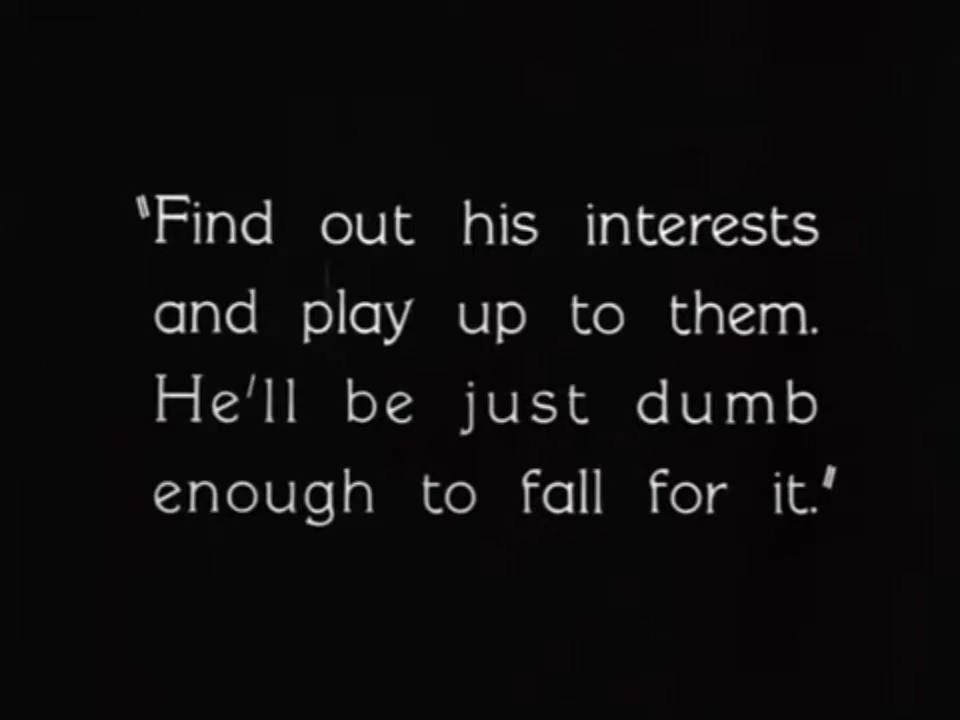 "Find out his interests
and play up to them.
He'll be just dumb
enough to fall for it."